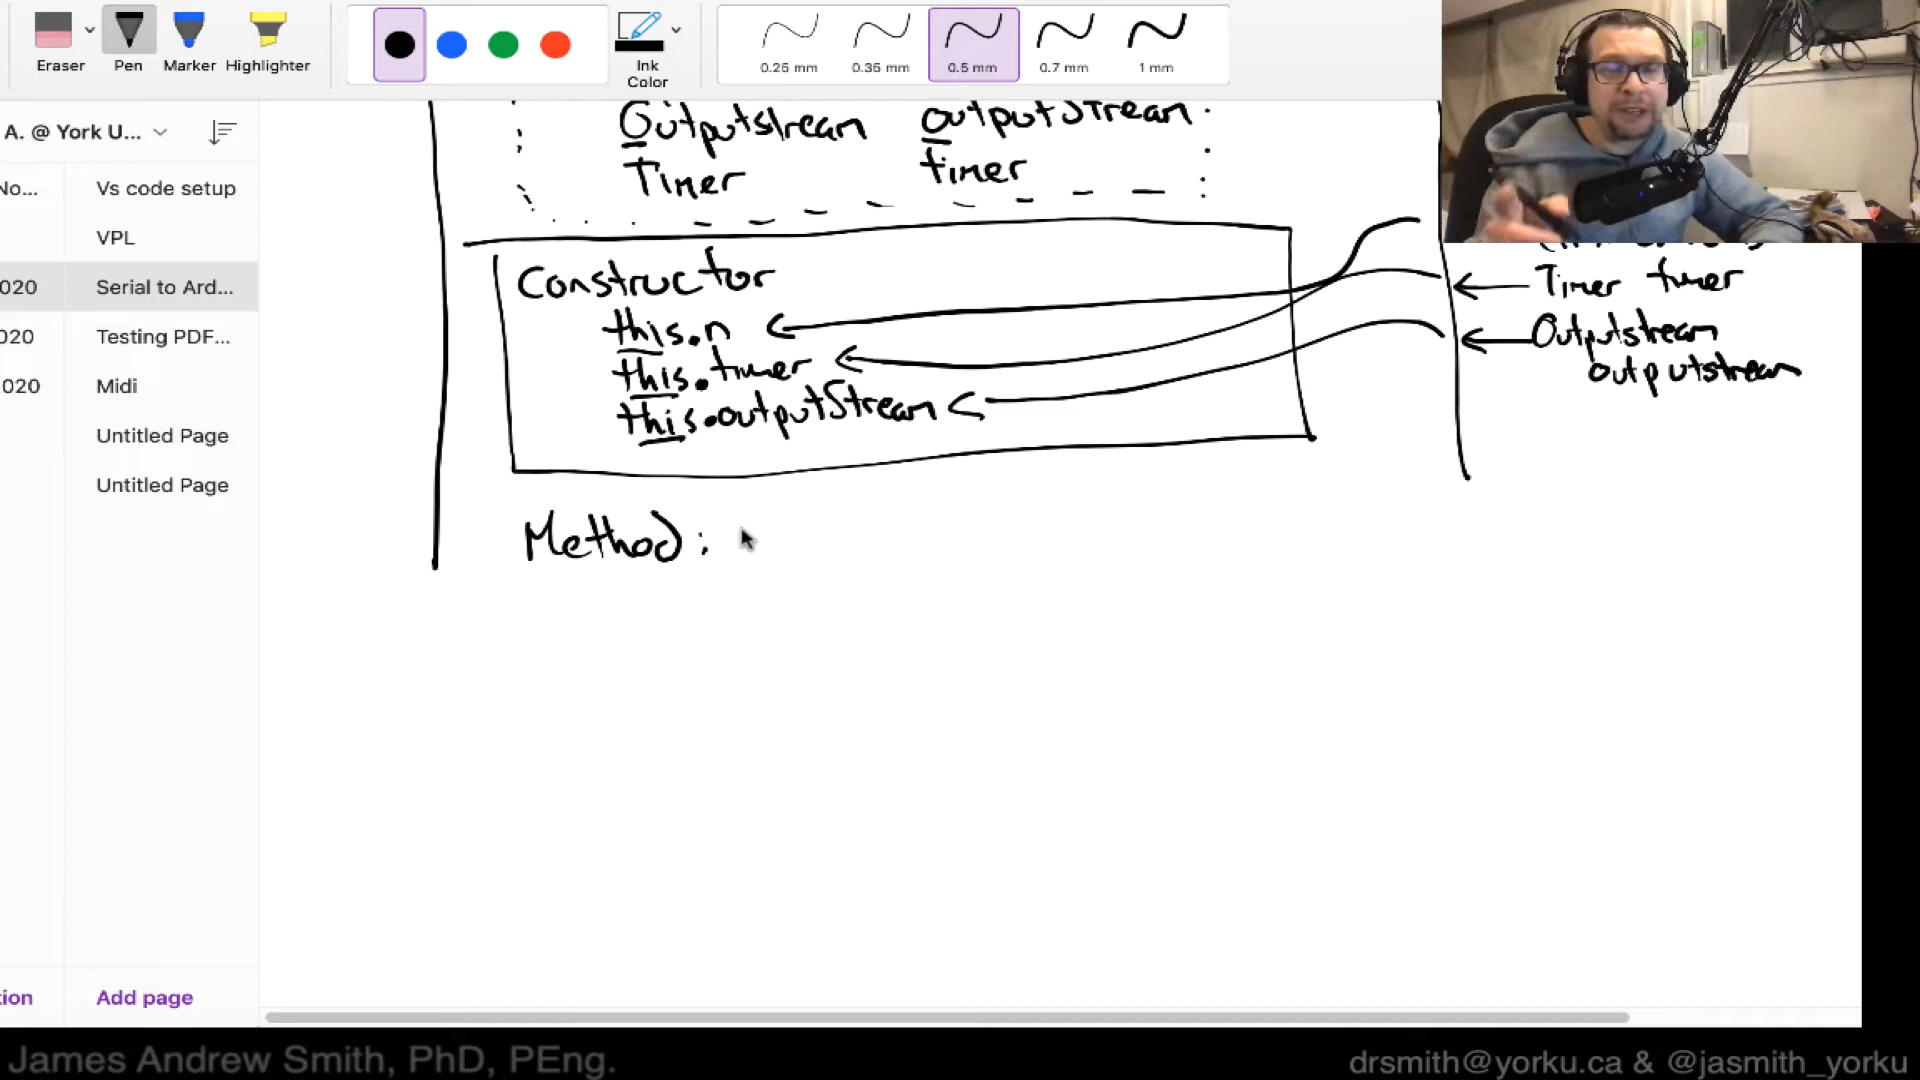 Eraser
Pen
Marker
Highlighter
Ink
Color
0.25 mm
0.35 mm
0.5 mm
0.7 mm
1 mm
A. @ York U...
No...
Vs code setup
VPL
020
Serial to Ard...
020
Testing PDF...
020
Midi
Untitled Page
Untitled Page
tion
Add page
Outputstream outputStream
Timer timer
Constructor
this.n
this.timer
this.outputStream
Timer timer
Outputstream
outputstream
Method:
James Andrew Smith, PhD, PEng.
drsmith@yorku.ca & @jasmith_yorku